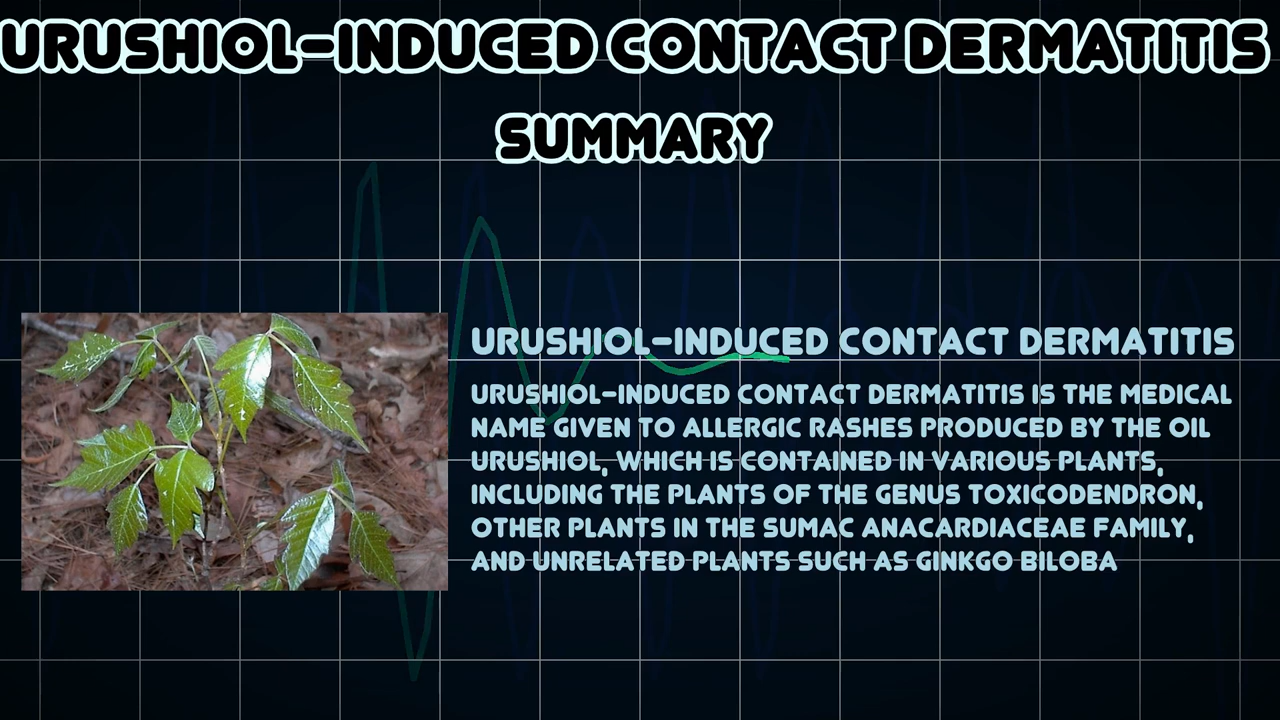 URUSHIOL-INDUCED CONTACT DERMATITIS
SUMMARY
URUSHIOL-INDUCED CONTACT DERMATITIS
URUSHIOL-INDUCED CONTACT DERMATITIS IS THE MEDICAL
NAME GIVEN TO ALLERGIC RASHES PRODUCED BY THE OIL
URUSHIOL, WHICH IS CONTAINED IN VARIOUS PLANTS,
INCLUDING THE PLANTS OF THE GENUS TOXICODENDRON,
OTHER PLANTS IN THE SUMAC ANACARDIACEAE FAMILY,
AND UNRELATED PLANTS SUCH AS GINKGO BILOBA